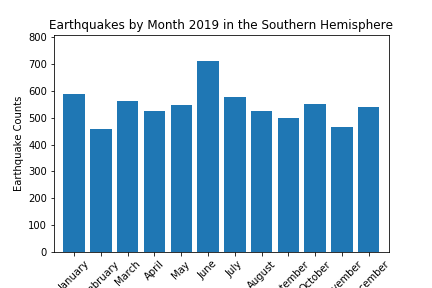 Earthquakes by Month 2019 in the Southern Hemisphere
Earthquake Counts
800
700
600
500
400
300
200
100
0
March
April
May
June
July
August
October